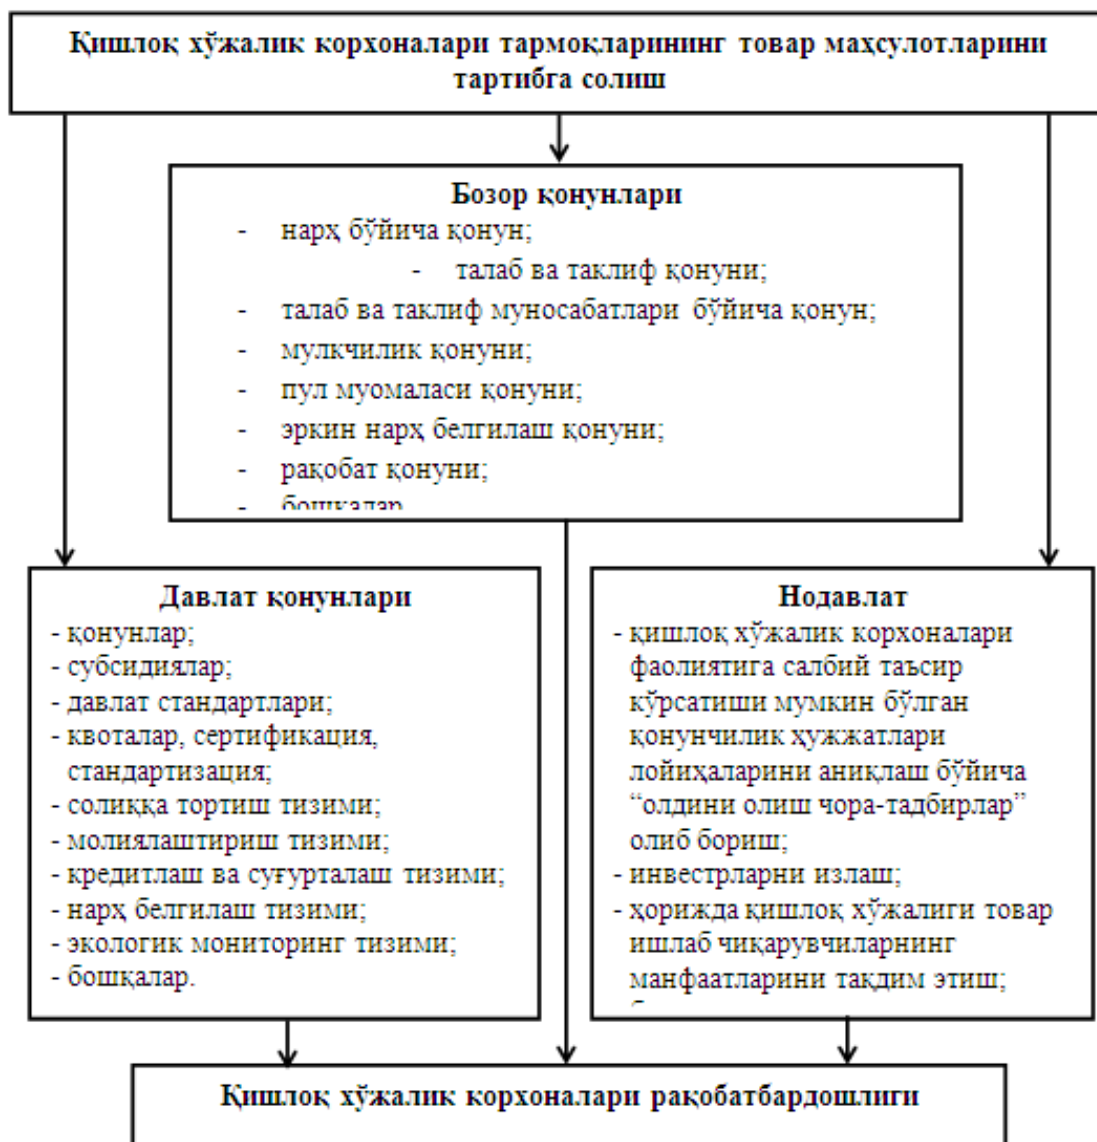 Қишлоқ хўжалик корхоналари тармоқларининг товар маҳсулотларини
тартибга солиш
Бозор қонунлари
- нарҳ бўйича қонун;
- талаб ва таклиф қонуни;
- талаб ва таклиф муносабатлари бўйича қонун;
- мулкчилик қонуни;
- пул муомаласи қонуни;
- эркин нарҳ белгилаш қонуни;
- рақобат қонуни;
- бошқалар
Давлат қонунлари
- қонунлар;
- субсидиялар;
- давлат стандартлари;
- квоталар, сертификация,
стандартизация;
- солиққа тортиш тизими;
- молиялаштириш тизими;
- кредитлаш ва суғурталаш тизими;
- нарҳ белгилаш тизими;
- экологик мониторинг тизими;
- бошқалар.
Нодавлат
- қишлоқ хўжалик корхоналари
фаолиятига салбий таъсир
кўрсатиши мумкин бўлган
қонунчилик ҳужжатлари
лойиҳаларини аниқлаш бўйича
“олдини олиш чора-тадбирлар”
олиб бориш;
- инвестрларни излаш;
- ҳорижда қишлоқ хўжалиги товар
ишлаб чиқарувчиларнинг
манфаатларини тақдим этиш;
Қишлоқ хўжалик корхоналари рақобатбардошлиги